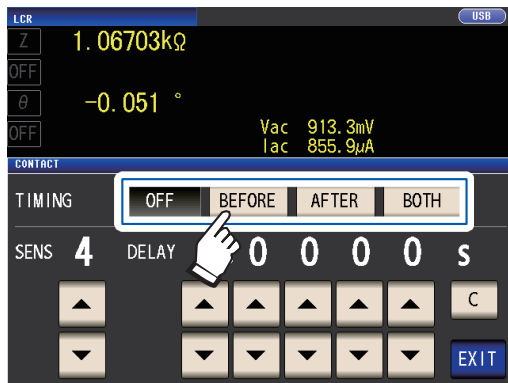 LCR USB
Z 1.06703kΩ
OFF
θ -0.051 °
OFF
Vac 913.3mV
Iac 855.9μA
CONTACT
TIMING OFF BEFORE AFTER BOTH
SENS 4 DELAY 0 0 0 0 s
C
EXIT